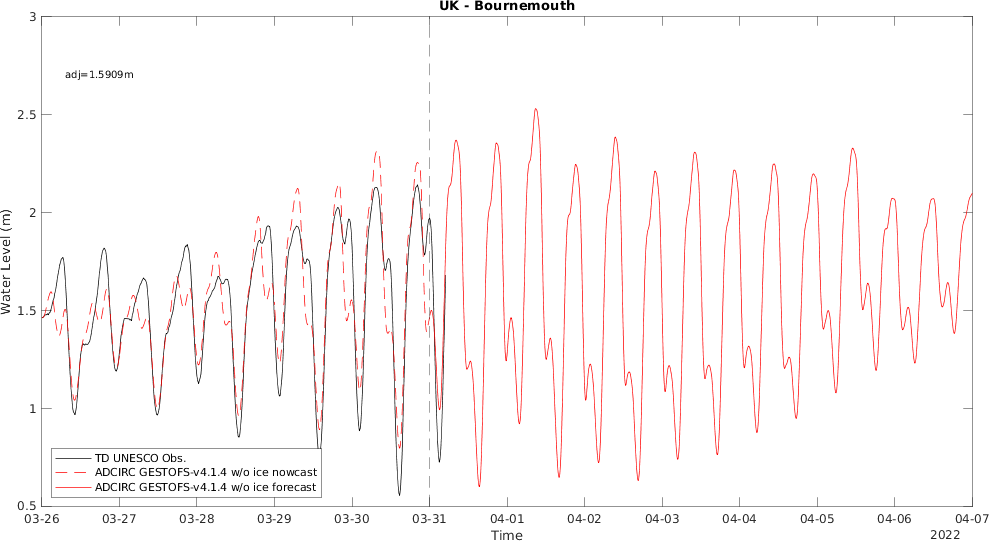 UK - Bournemouth
adj=1.5909m
Water Level (m)
3
2.5
2
1.5
1
0.5
TD UNESCO Obs.
ADCIRC GESTOFS-v4.1.4 w/o ice nowcast
ADCIRC GESTOFS-v4.1.4 w/o ice forecast
03-26 03-27 03-28 03-29 03-30 03-31 04-01 04-02 04-03 04-04 04-05 04-06 04-07
Time
2022